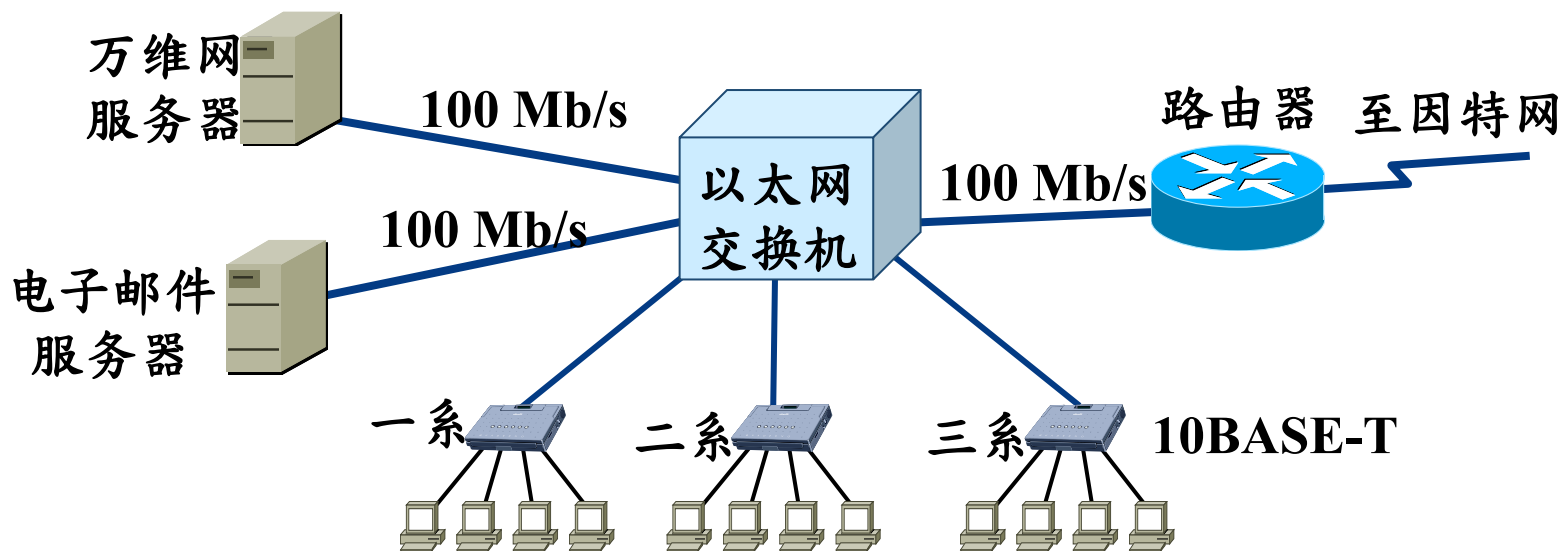 万维网
服务器
100 Mb/s
路由器
至因特网
以太网
交换机
100 Mb/s
100 Mb/s
电子邮件
服务器
一系
二系
三系
10BASE-T